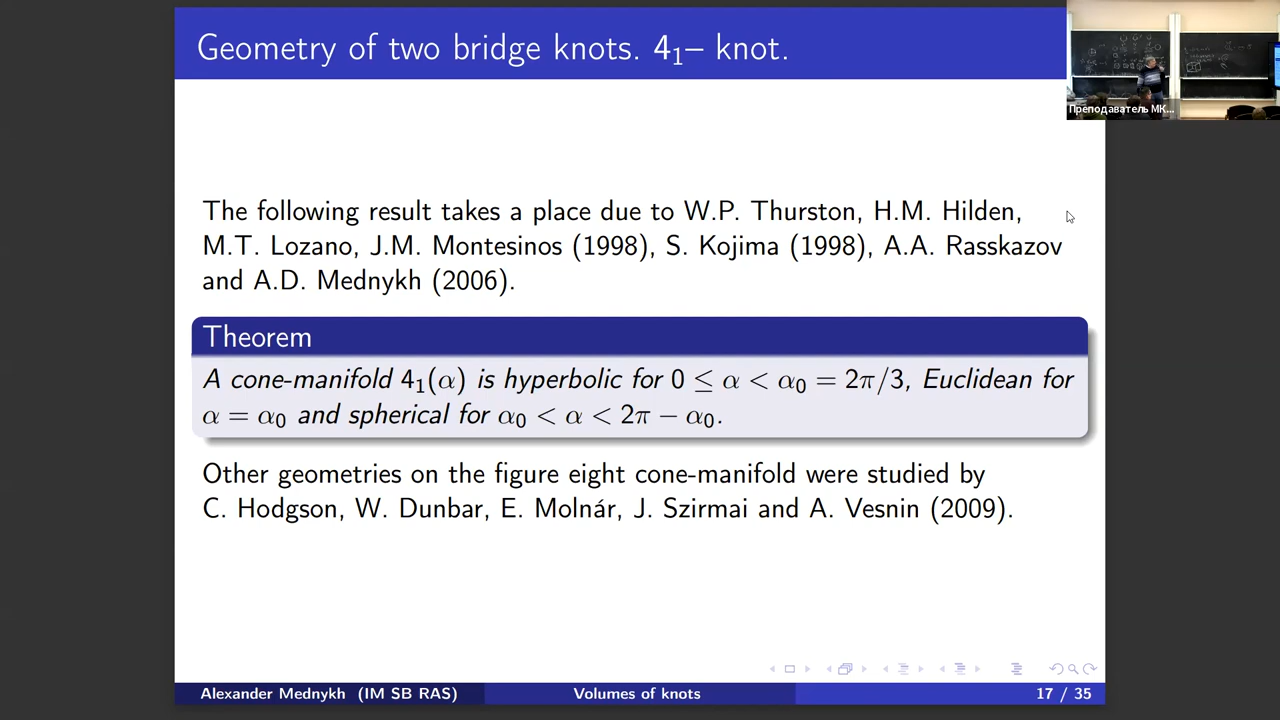 Geometry of two bridge knots. 4₁– knot.
Преподаватель МК...
The following result takes a place due to W.P. Thurston, H.M. Hilden,
M.T. Lozano, J.M. Montesinos (1998), S. Kojima (1998), A.A. Rasskazov
and A.D. Mednykh (2006).
Theorem
A cone-manifold 4₁(α) is hyperbolic for 0 ≤ α < α₀ = 2π/3, Euclidean for
α = α₀ and spherical for α₀ < α < 2π − α₀.
Other geometries on the figure eight cone-manifold were studied by
C. Hodgson, W. Dunbar, E. Molnár, J. Szirmai and A. Vesnin (2009).
Alexander Mednykh (IM SB RAS) Volumes of knots 17 / 35